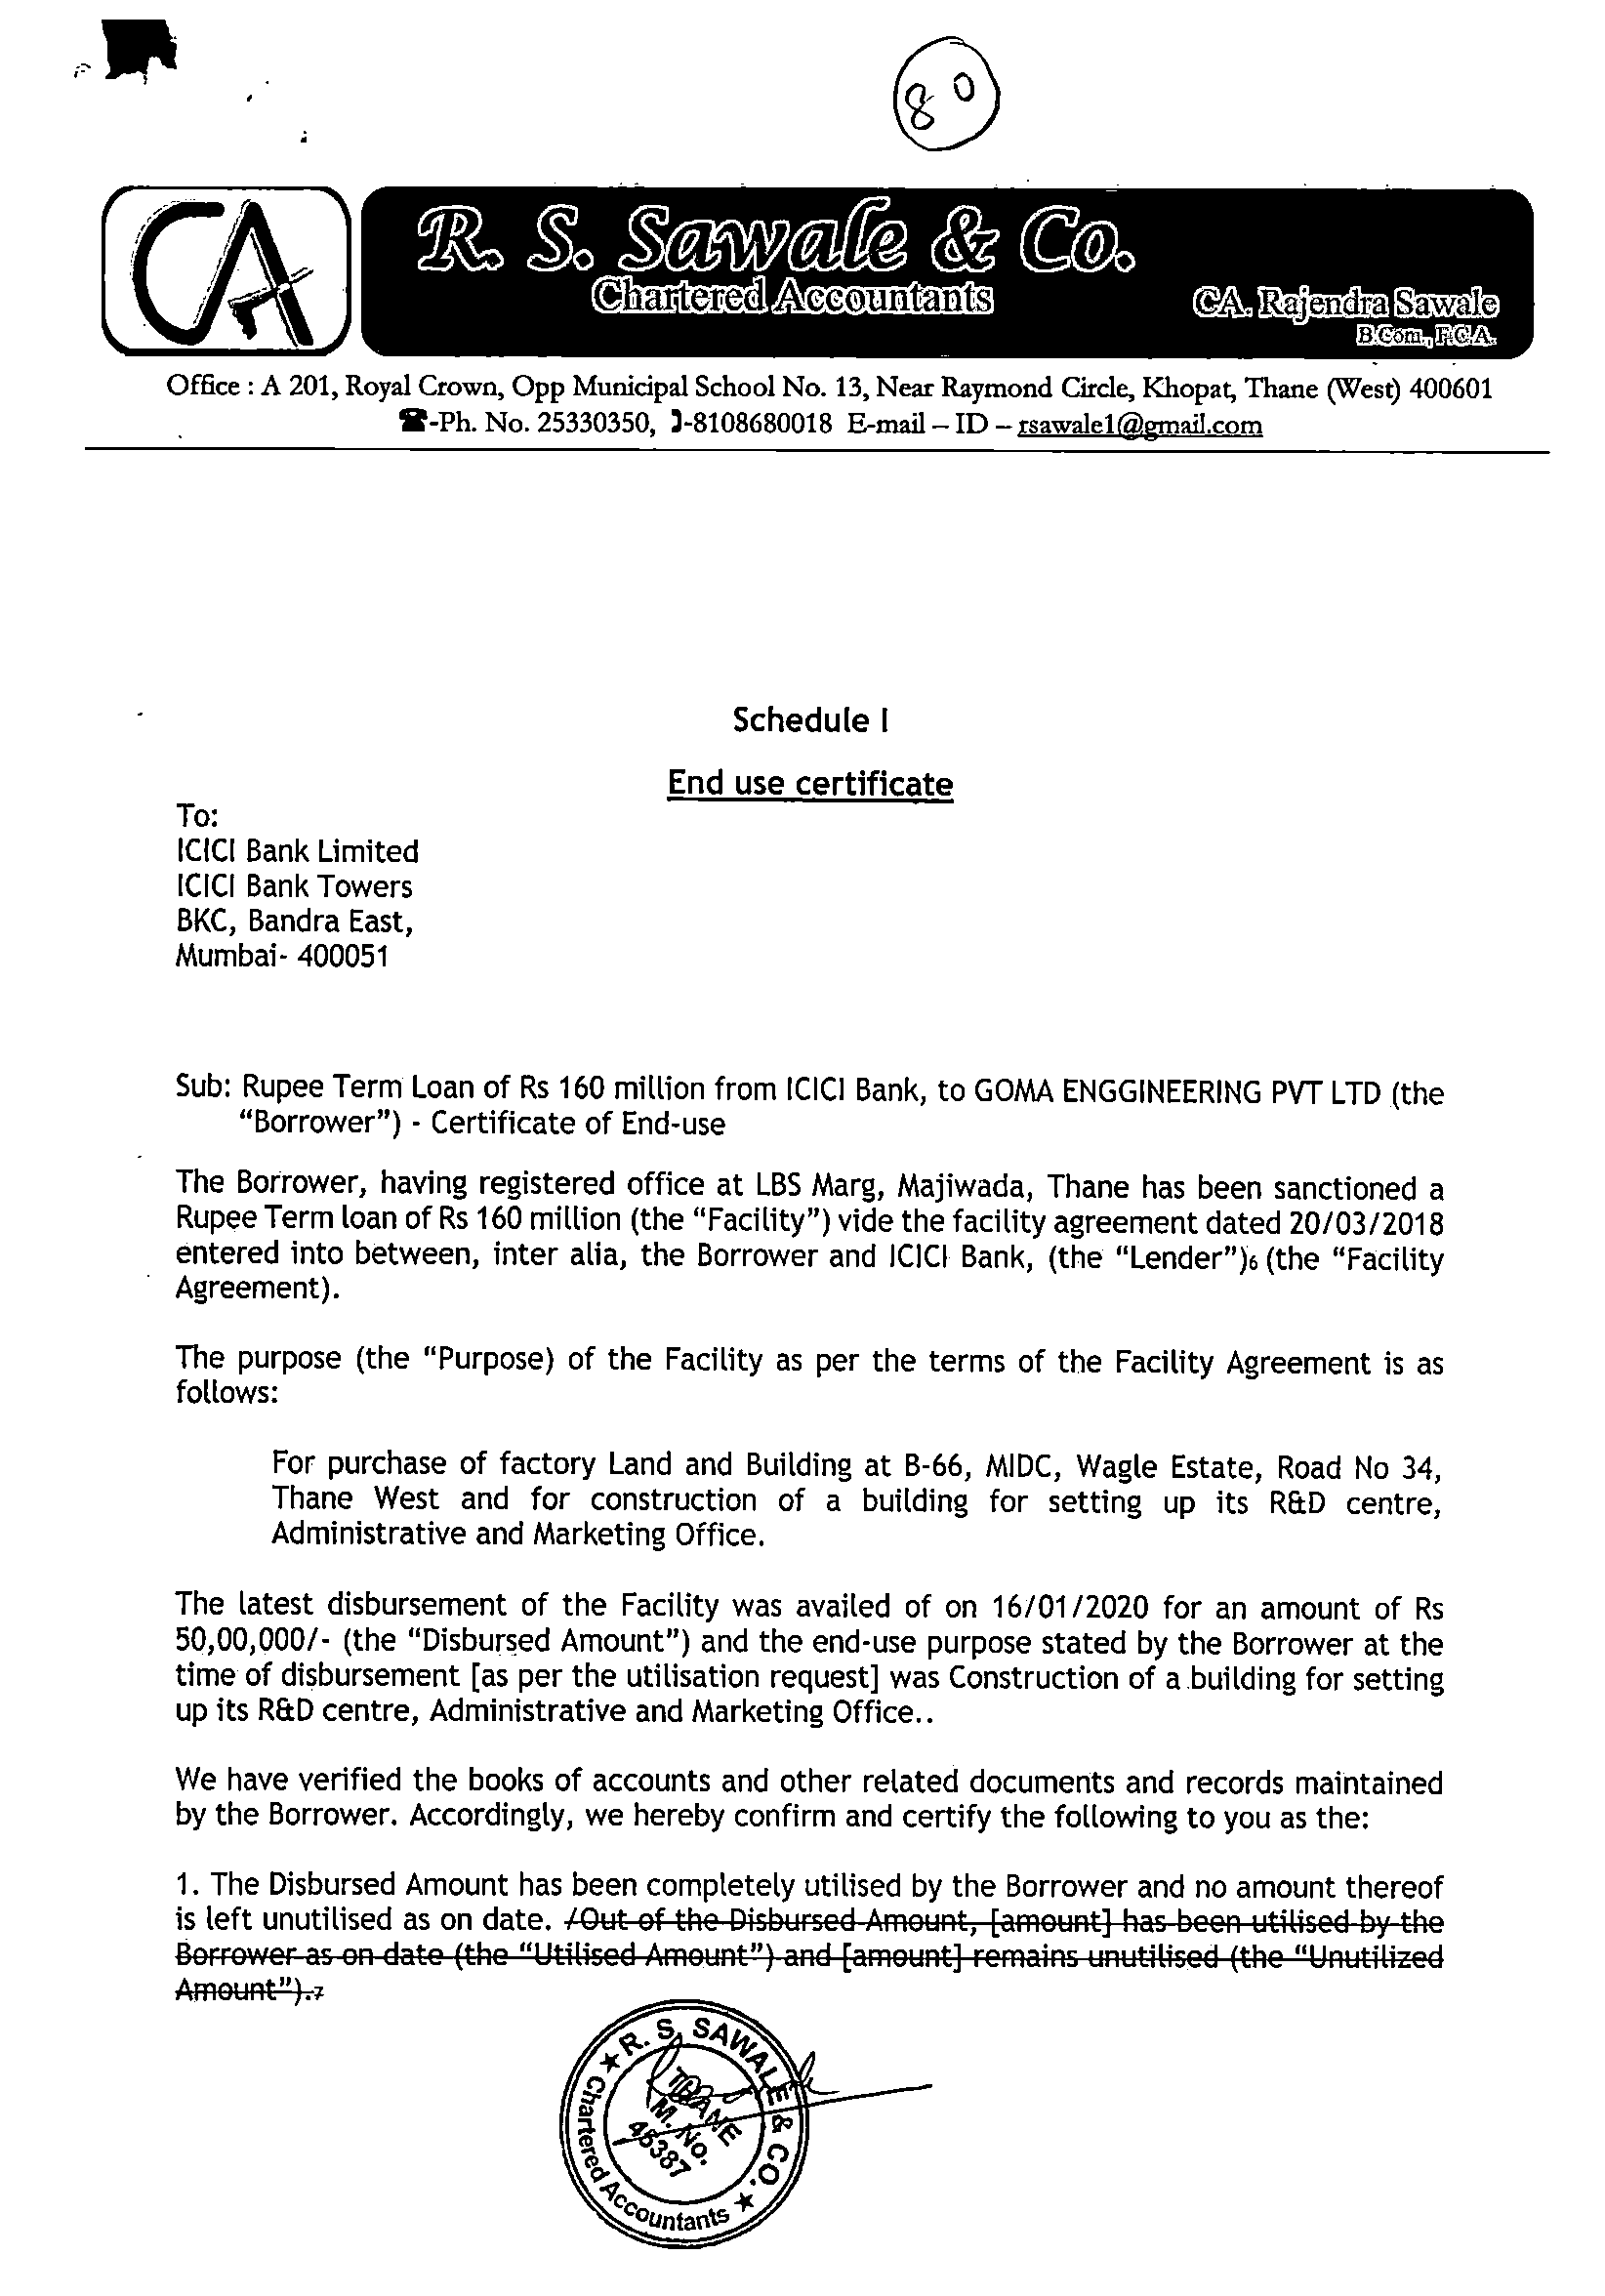 80
CA
R. S. Sawale & Co.
Chartered Accountants
CA. Rajendra Sawale
B.Com., F.C.A.
Office : A 201, Royal Crown, Opp Municipal School No. 13, Near Raymond Circle, Khopat, Thane (West) 400601
☎-Ph. No. 25330350, -8108680018 E-mail – ID – rsawale1@gmail.com
Schedule I
End use certificate
To:
ICICI Bank Limited
ICICI Bank Towers
BKC, Bandra East,
Mumbai- 400051
Sub: Rupee Term Loan of Rs 160 million from ICICI Bank, to GOMA ENGGINEERING PVT LTD (the
“Borrower”) - Certificate of End-use
The Borrower, having registered office at LBS Marg, Majiwada, Thane has been sanctioned a
Rupee Term loan of Rs 160 million (the “Facility”) vide the facility agreement dated 20/03/2018
entered into between, inter alia, the Borrower and ICICI Bank, (the “Lender”)6 (the “Facility
Agreement).
The purpose (the “Purpose) of the Facility as per the terms of the Facility Agreement is as
follows:
For purchase of factory Land and Building at B-66, MIDC, Wagle Estate, Road No 34,
Thane West and for construction of a building for setting up its R&D centre,
Administrative and Marketing Office.
The latest disbursement of the Facility was availed of on 16/01/2020 for an amount of Rs
50,00,000/- (the “Disbursed Amount”) and the end-use purpose stated by the Borrower at the
time of disbursement [as per the utilisation request] was Construction of a building for setting
up its R&D centre, Administrative and Marketing Office..
We have verified the books of accounts and other related documents and records maintained
by the Borrower. Accordingly, we hereby confirm and certify the following to you as the:
1. The Disbursed Amount has been completely utilised by the Borrower and no amount thereof
is left unutilised as on date. /Out of the Disbursed Amount, [amount] has been utilised by the
Borrower as on date (the “Utilised Amount”) and [amount] remains unutilised (the “Unutilized
Amount”).7
★ R. S. SAWALE & CO. ★
Chartered Accountants
THANE
M. No.
45387